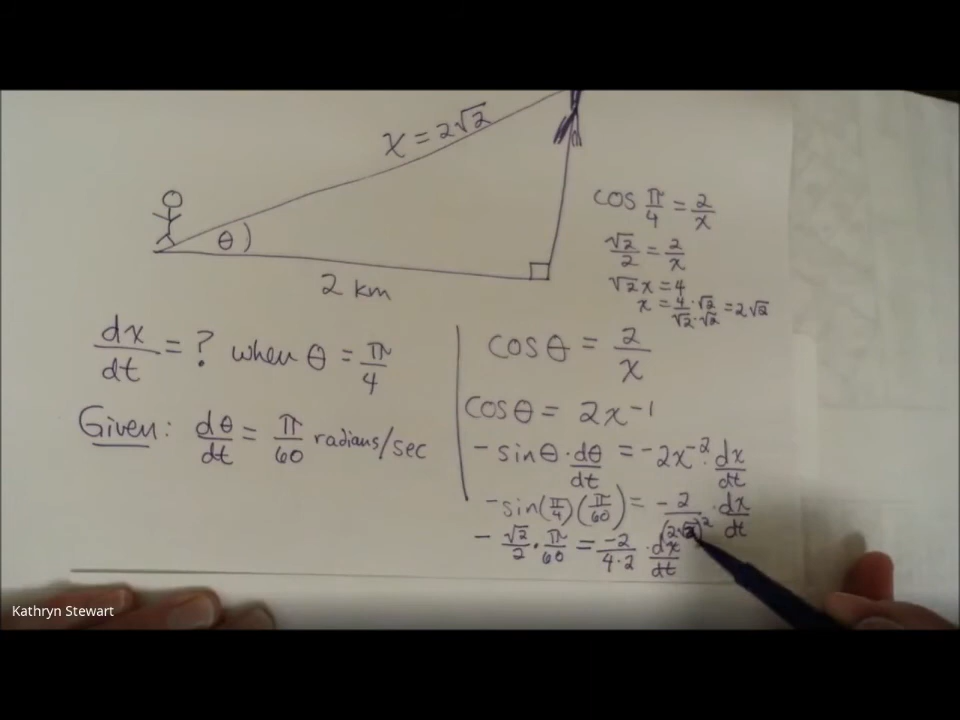 x = 2√2
θ
2 km
cos π/4 = 2/x
√2/2 = 2/x
√2 x = 4
x = 4/√2 · √2/√2 = 2√2
dx/dt = ? when θ = π/4
Given: dθ/dt = π/60 radians/sec
cos θ = 2/x
cos θ = 2x⁻¹
- sin θ · dθ/dt = -2x⁻² · dx/dt
- sin(π/4)(π/60) = -2/(2√2)² · dx/dt
- √2/2 · π/60 = -2/4·2 · dx/dt
Kathryn Stewart